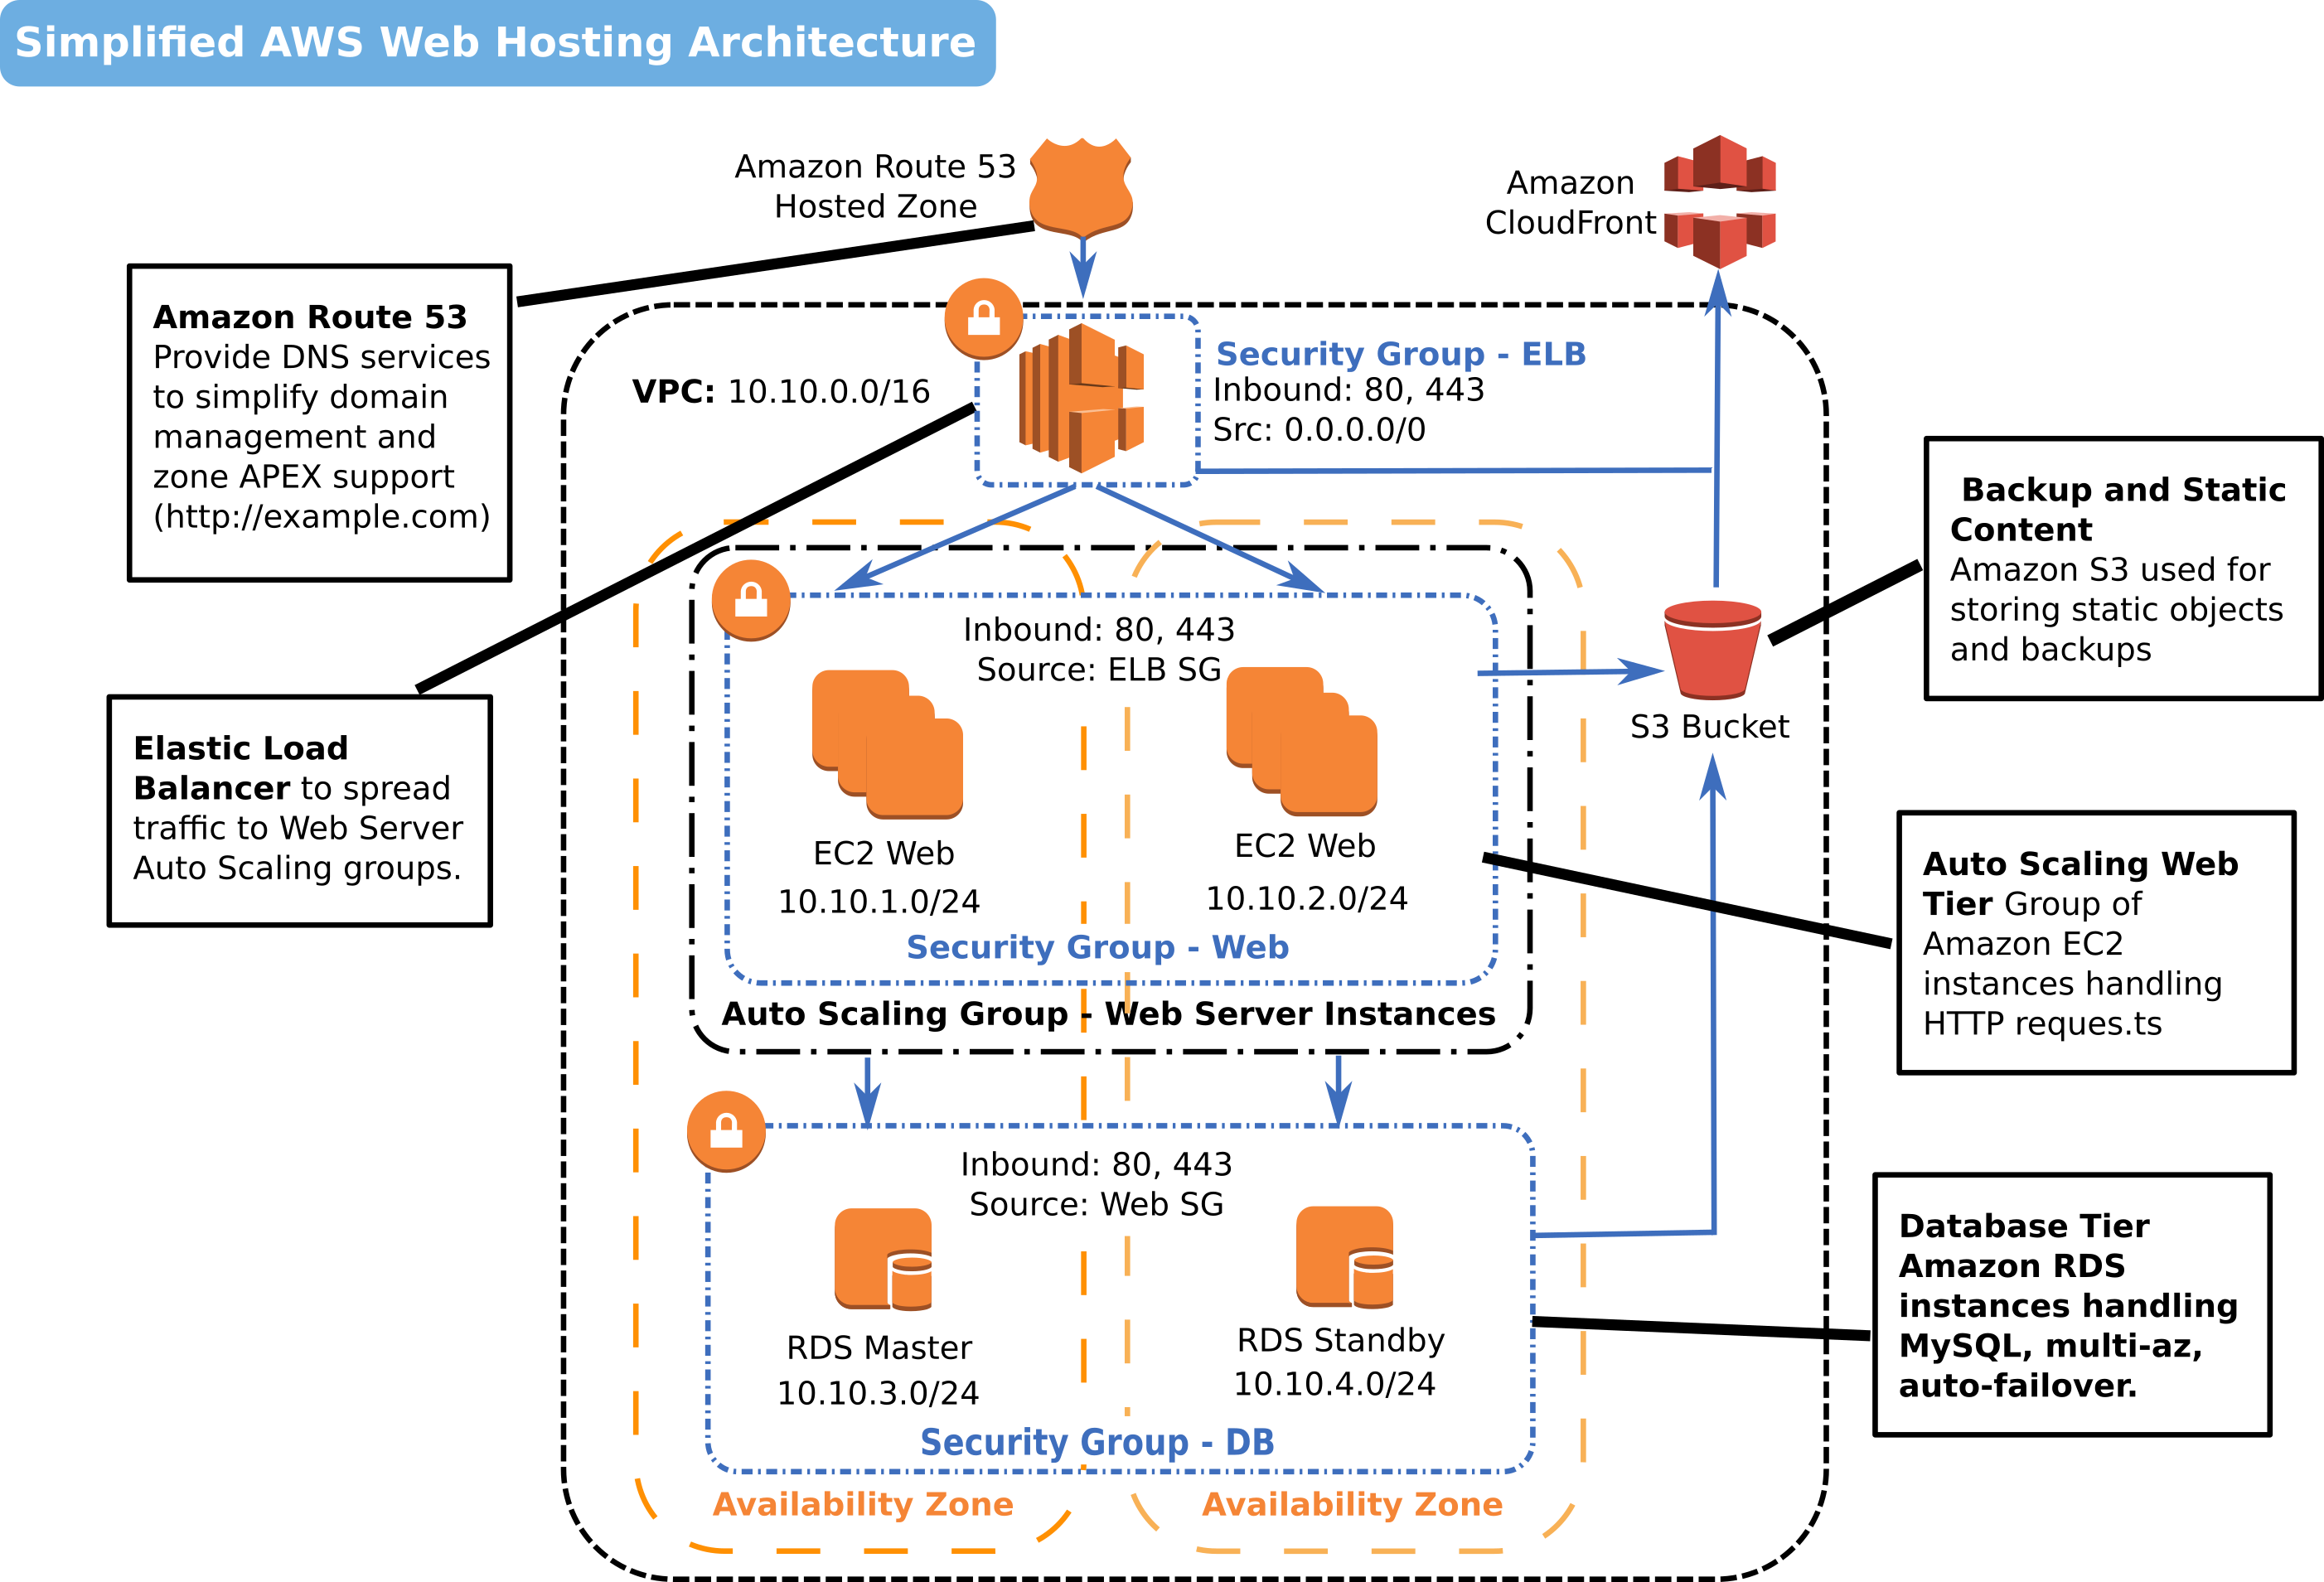 Simplified AWS Web Hosting Architecture
Amazon Route 53
Hosted Zone
Amazon
CloudFront
Amazon Route 53
Provide DNS services
to simplify domain
management and
zone APEX support
(http://example.com)
VPC: 10.10.0.0/16
Security Group - ELB
Inbound: 80, 443
Src: 0.0.0.0/0
Backup and Static
Content
Amazon S3 used for
storing static objects
and backups
Elastic Load
Balancer to spread
traffic to Web Server
Auto Scaling groups.
Inbound: 80, 443
Source: ELB SG
S3 Bucket
EC2 Web
10.10.1.0/24
EC2 Web
10.10.2.0/24
Security Group - Web
Auto Scaling Group - Web Server Instances
Auto Scaling Web
Tier Group of
Amazon EC2
instances handling
HTTP reques.ts
Inbound: 80, 443
Source: Web SG
RDS Master
10.10.3.0/24
RDS Standby
10.10.4.0/24
Security Group - DB
Database Tier
Amazon RDS
instances handling
MySQL, multi-az,
auto-failover.
Availability Zone
Availability Zone